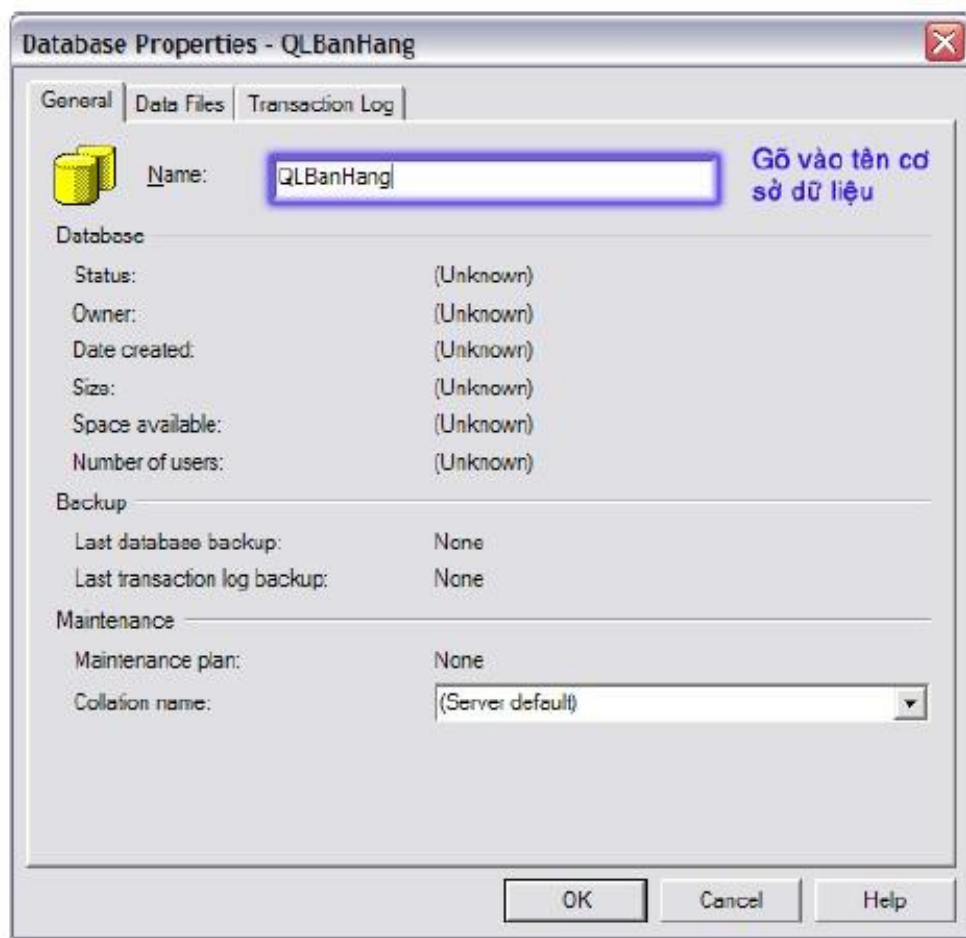 Database Properties - QLBanHang
General Data Files Transaction Log
Name: QLBanHang
Gõ vào tên cơ
sở dữ liệu
Database
Status: (Unknown)
Owner: (Unknown)
Date created: (Unknown)
Size: (Unknown)
Space available: (Unknown)
Number of users: (Unknown)
Backup
Last database backup: None
Last transaction log backup: None
Maintenance
Maintenance plan: None
Collation name: (Server default)
OK Cancel Help